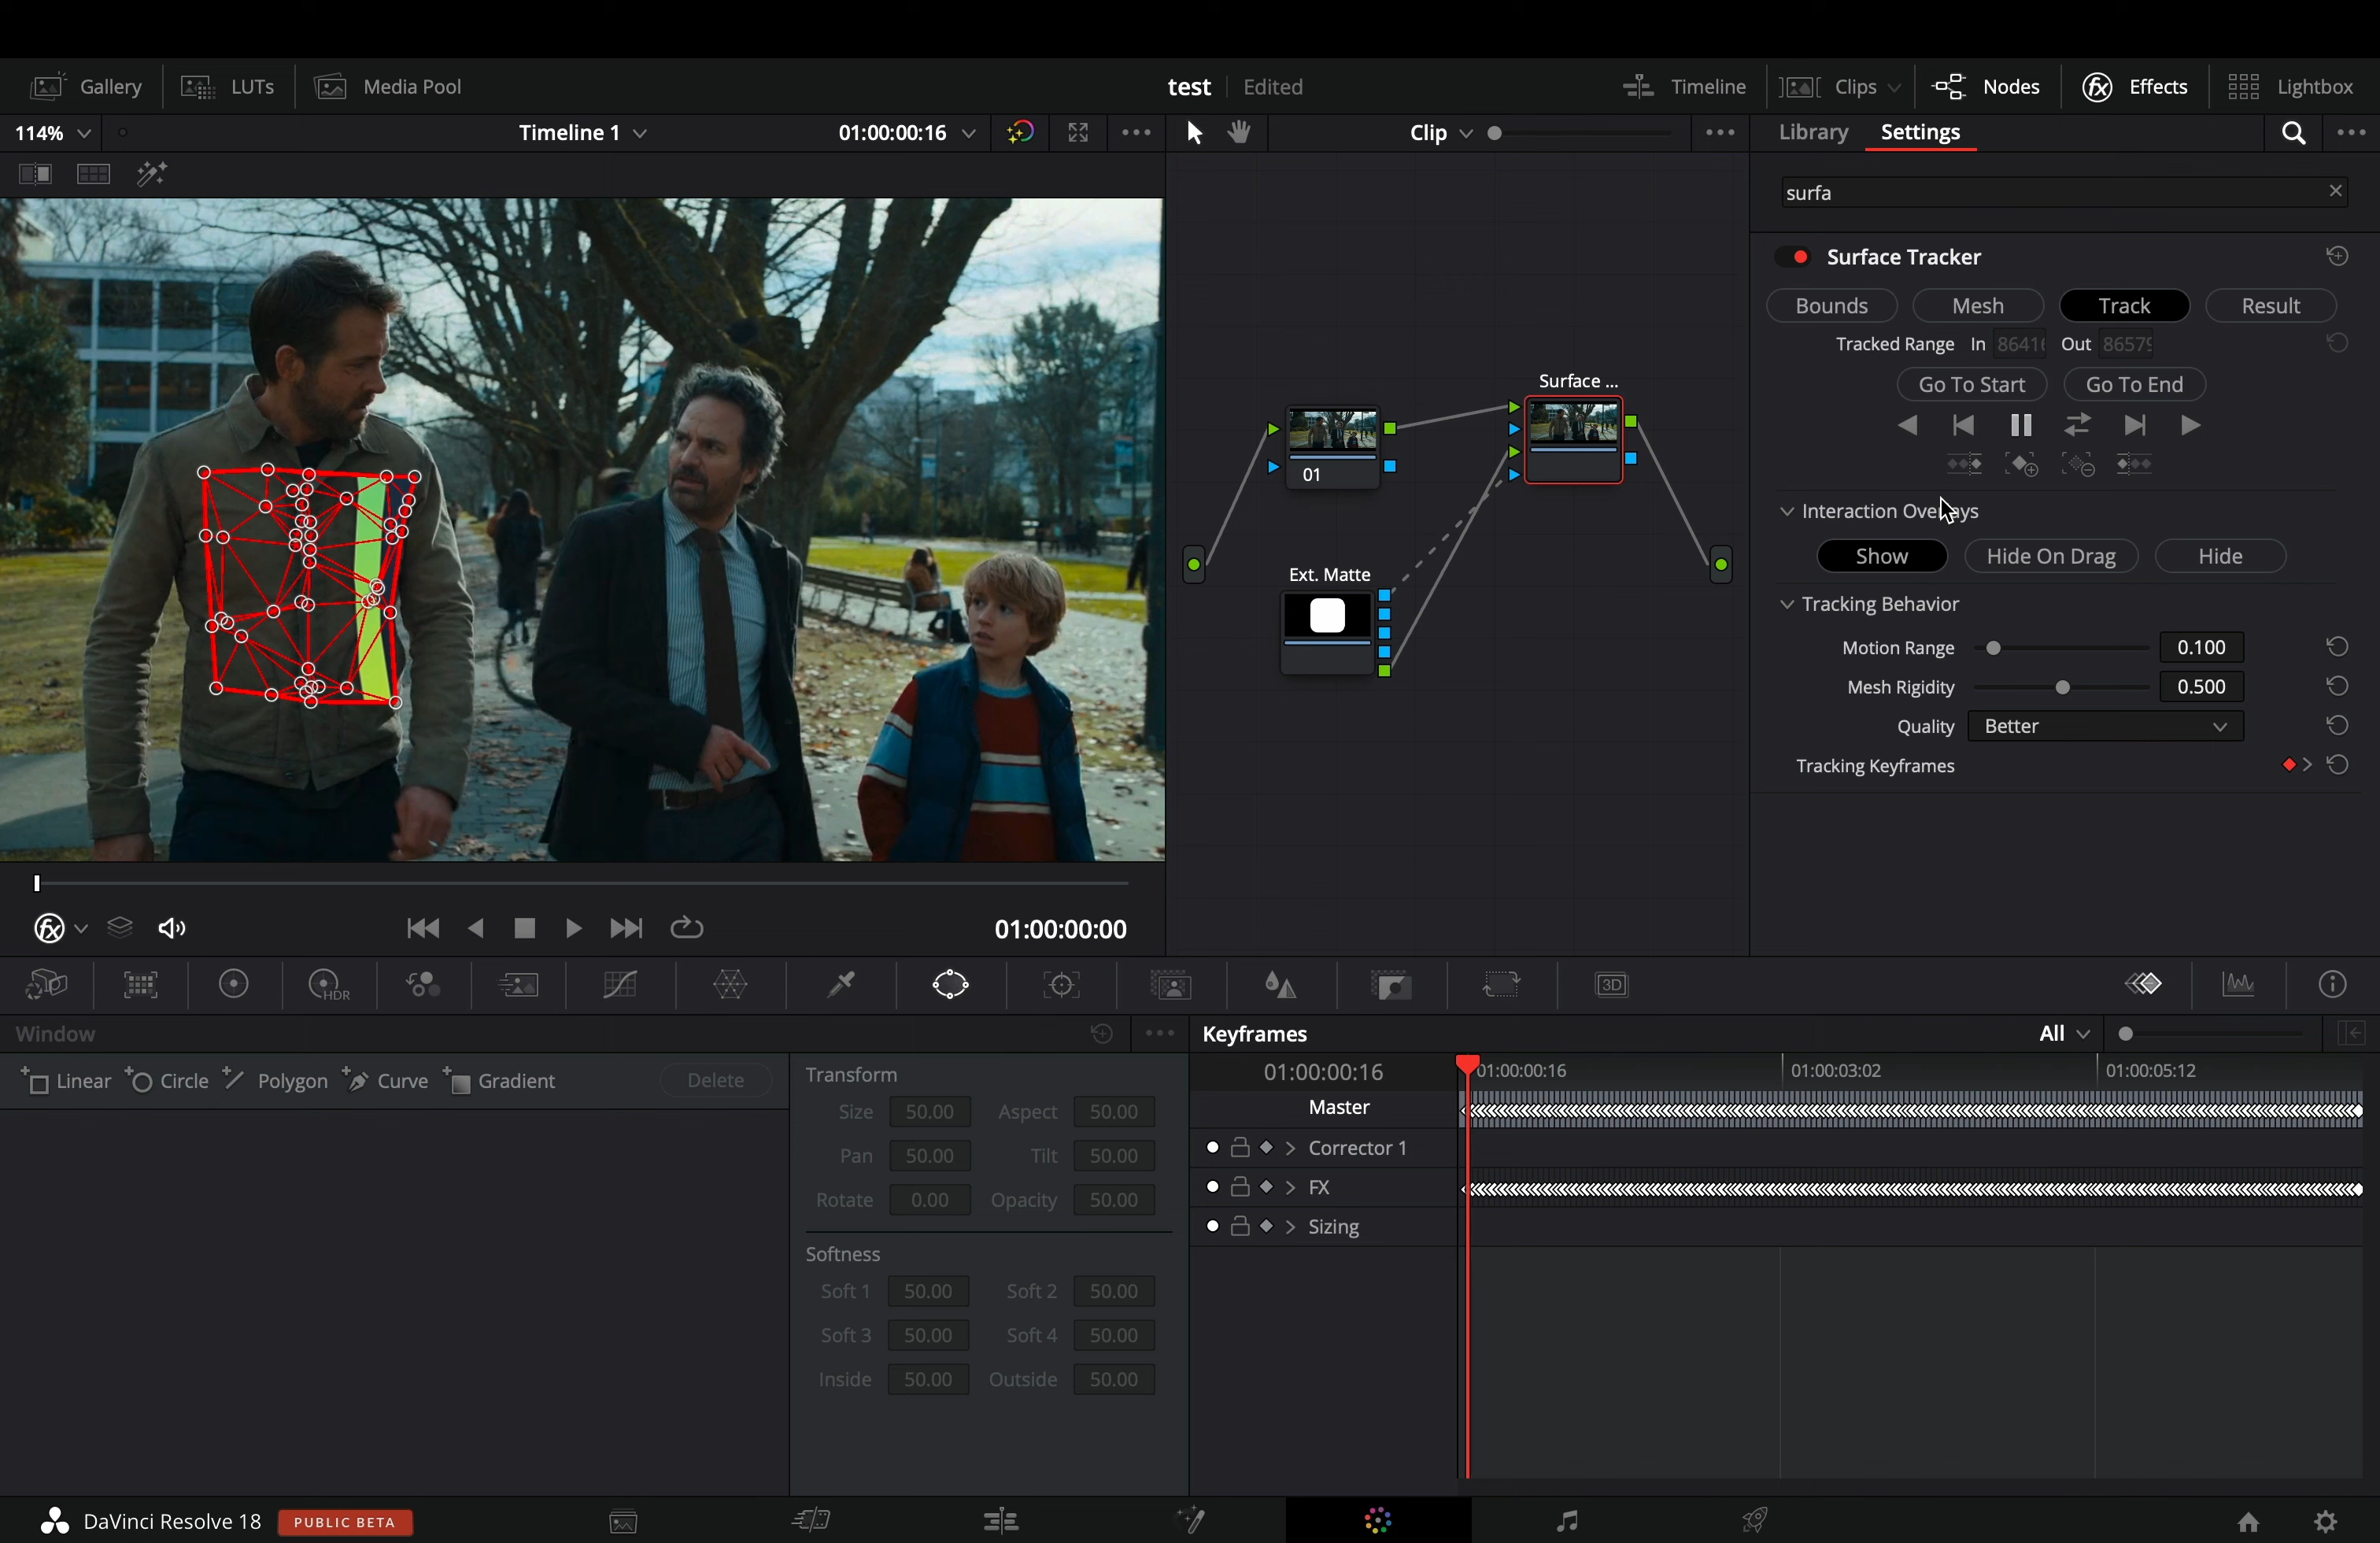 Gallery LUTs Media Pool test Edited Timeline Clips Nodes Effects Lightbox
114% Timeline 1 01:00:00:16 Clip Library Settings
surfa
Surface Tracker
Bounds Mesh Track Result
Tracked Range In Out
Go To Start Go To End
Surface ...
01
Interaction Overlays
Show Hide On Drag Hide
Ext. Matte
Tracking Behavior
Motion Range 0.100
Mesh Rigidity 0.500
Quality Better
Tracking Keyframes
01:00:00:00
HDR 3D
Window Keyframes All
Linear Circle Polygon Curve Gradient Delete
Transform
Size 50.00 Aspect 50.00
Pan 50.00 Tilt 50.00
Rotate 0.00 Opacity 50.00
Softness
Soft 1 50.00 Soft 2 50.00
Soft 3 50.00 Soft 4 50.00
Inside 50.00 Outside 50.00
01:00:00:16 01:00:00:16 01:00:03:02 01:00:05:12
Master
Corrector 1
FX
Sizing
DaVinci Resolve 18 PUBLIC BETA